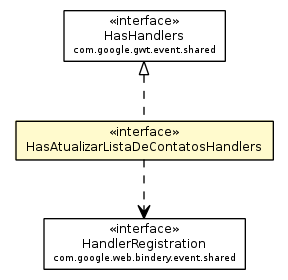 «interface»
HasHandlers
com.google.gwt.event.shared
«interface»
HasAtualizarListaDeContatosHandlers
«interface»
HandlerRegistration
com.google.web.bindery.event.shared